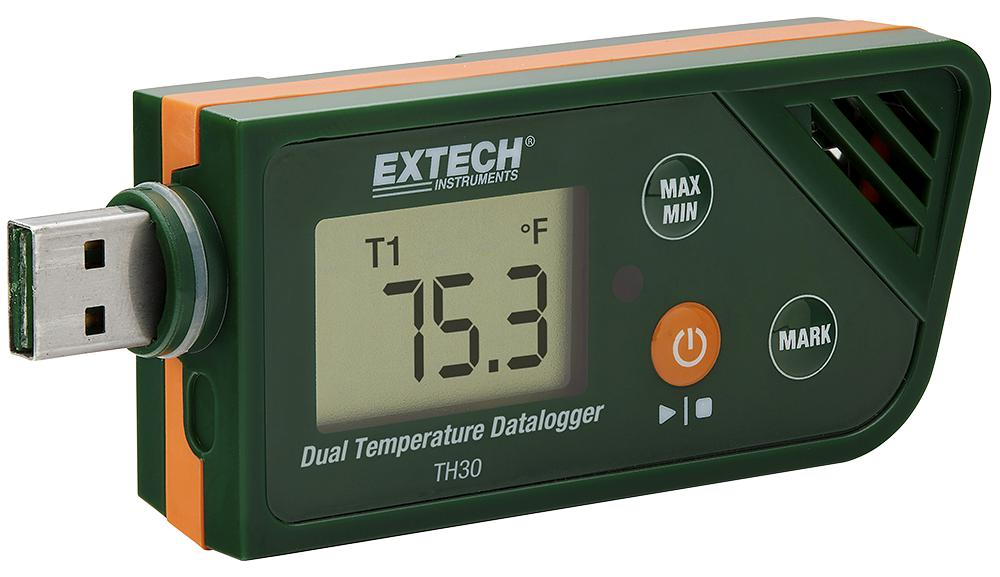 EXTECH®
INSTRUMENTS
MAX
MIN
T1 °F
75.3
MARK
Dual Temperature Datalogger
TH30